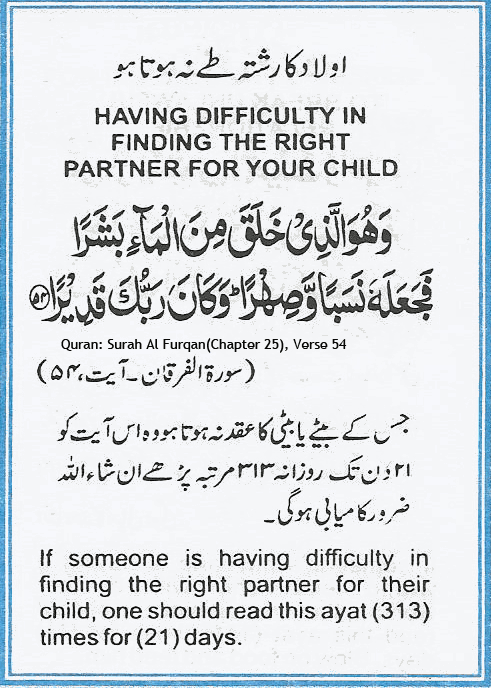 اولاد کا رشتہ طے نہ ہوتا ہو
HAVING DIFFICULTY IN
FINDING THE RIGHT
PARTNER FOR YOUR CHILD
وَهُوَ الَّذِىْ خَلَقَ مِنَ الْمَآءِ بَشَرًا
فَجَعَلَهٗ نَسَبًا وَّصِهْرًاؕ وَكَانَ رَبُّكَ قَدِيْرًا ﴿۵۴﴾
Quran: Surah Al Furqan(Chapter 25), Verse 54
(سورۃ الفرقان۔ آیت، ۵۴)
جس کے بیٹے یا بیٹی کا عقد نہ ہوتا ہو وہ اس آیت کو
۲۱ دن تک روزانہ ۳۱۳ مرتبہ پڑھے ان شاء اللہ
ضرور کامیابی ہوگی۔
If someone is having difficulty in
finding the right partner for their
child, one should read this ayat (313)
times for (21) days.